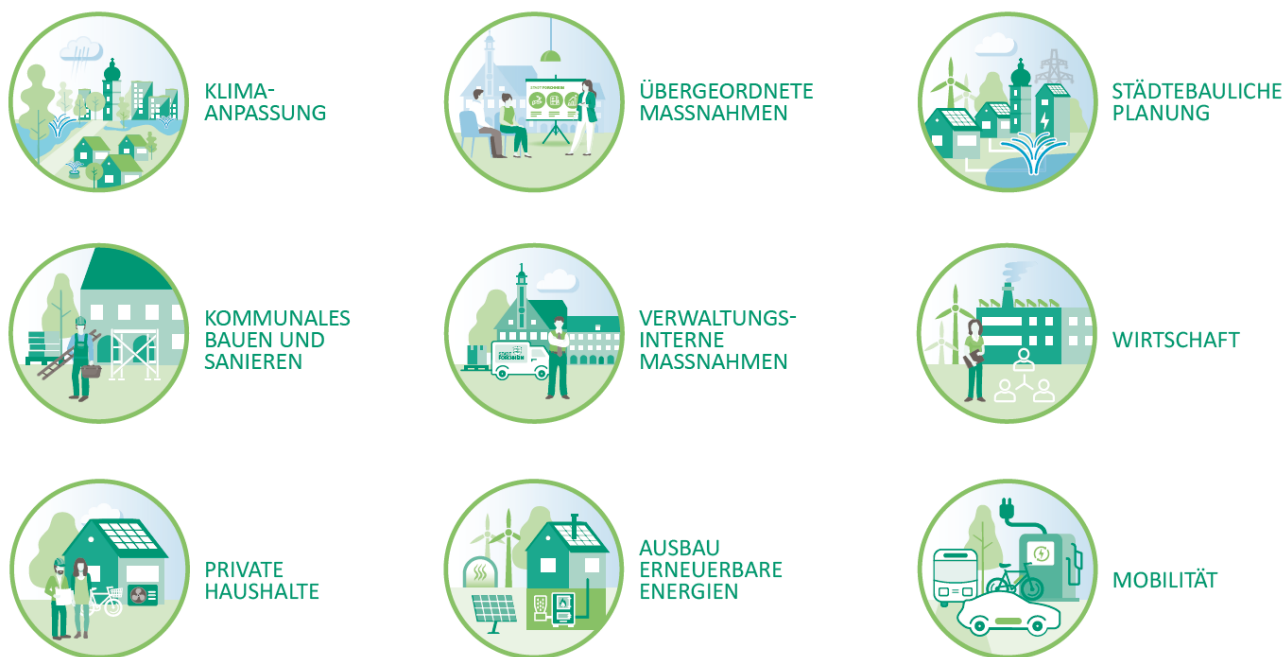 KLIMA-
ANPASSUNG
ÜBERGEORDNETE
MASSNAHMEN
STÄDTEBAULICHE
PLANUNG
KOMMUNALES
BAUEN UND
SANIEREN
VERWALTUNGS-
INTERNE
MASSNAHMEN
WIRTSCHAFT
PRIVATE
HAUSHALTE
AUSBAU
ERNEUERBARE
ENERGIEN
MOBILITÄT